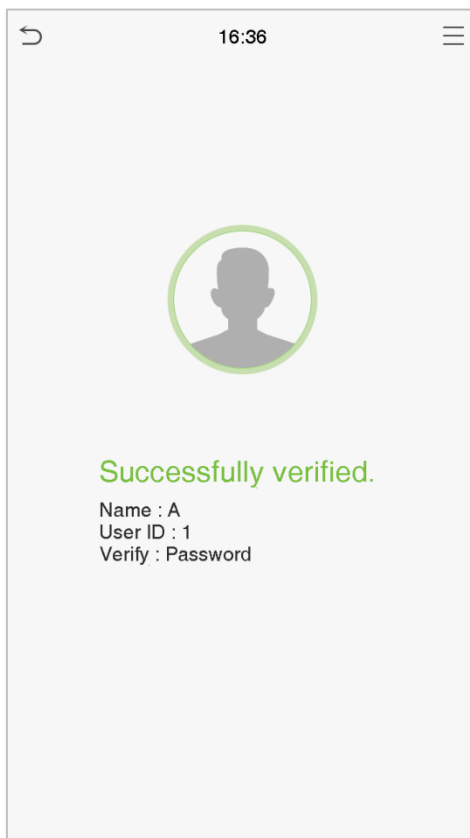 16:36
Successfully verified.
Name : A
User ID : 1
Verify : Password